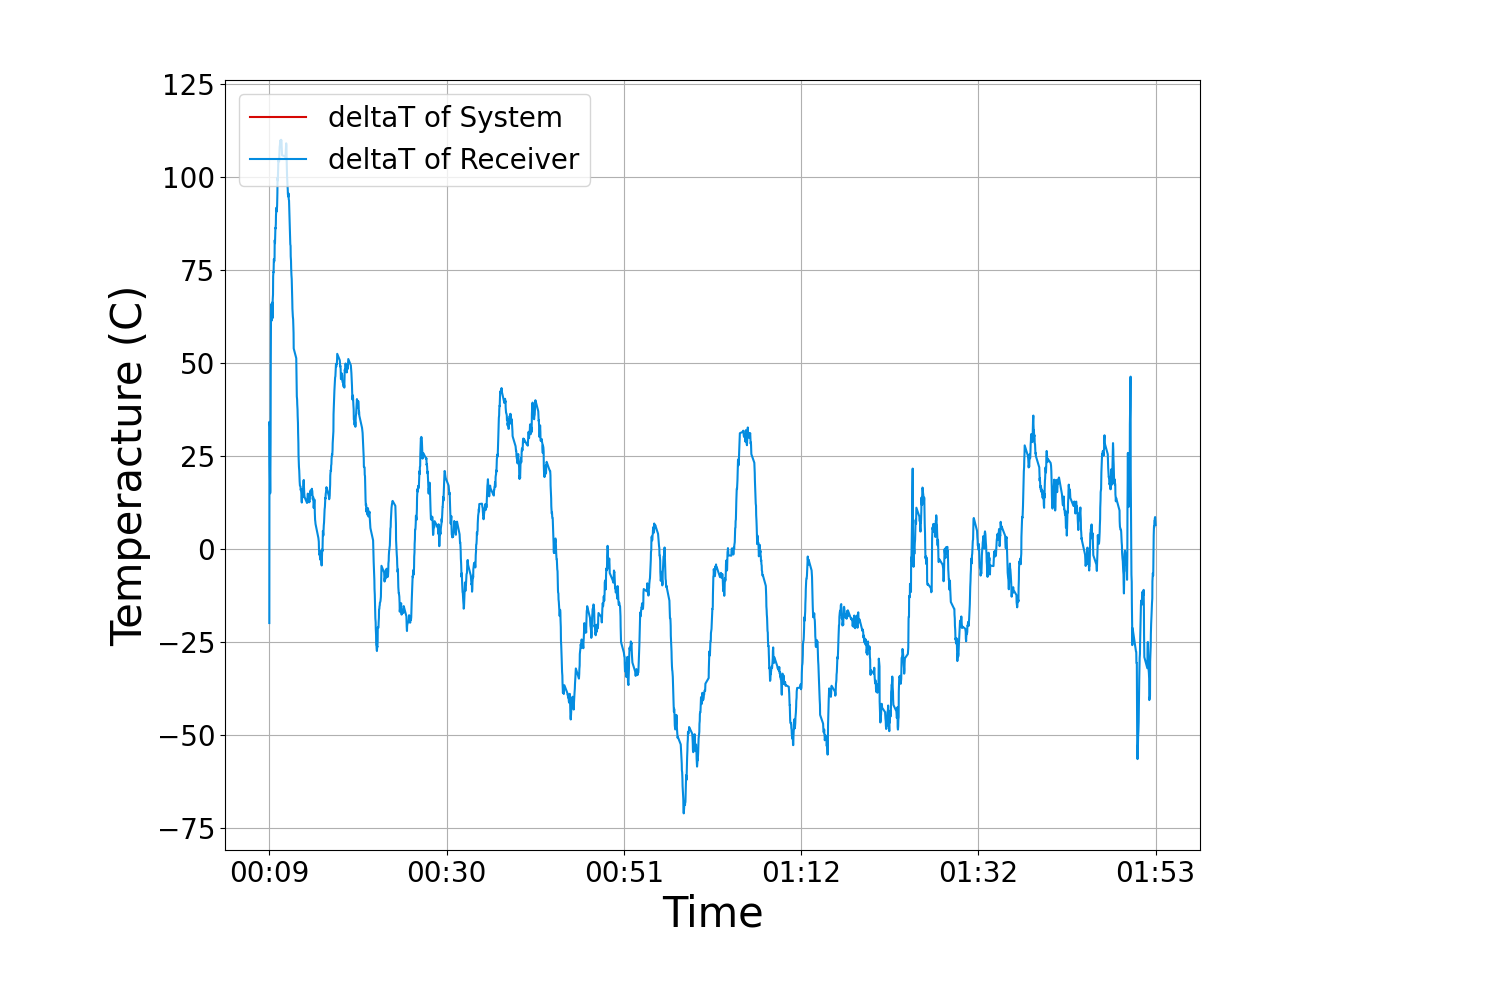 125
100
75
50
25
0
−25
−50
−75
deltaT of System
deltaT of Receiver
Temperacture (C)
00:09 00:30 00:51 01:12 01:32 01:53
Time